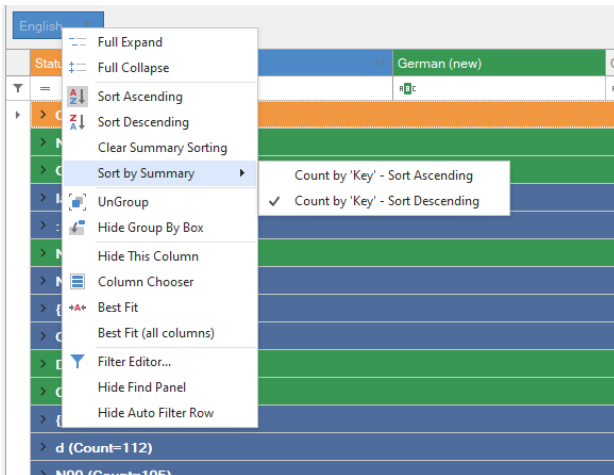 English
Full Expand
Full Collapse
Statu
German (new)
Sort Ascending
=
Sort Descending
Clear Summary Sorting
Sort by Summary
Count by 'Key' - Sort Ascending
Count by 'Key' - Sort Descending
UnGroup
Hide Group By Box
Hide This Column
Column Chooser
Best Fit
Best Fit (all columns)
Filter Editor...
Hide Find Panel
Hide Auto Filter Row
d (Count=112)